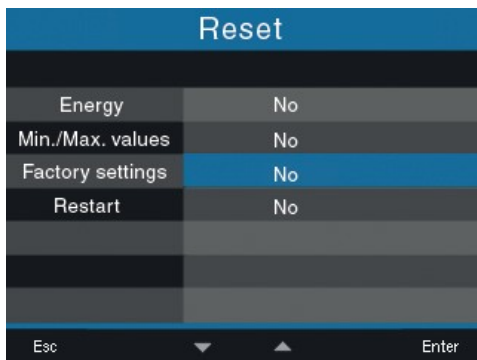 Reset
Energy No
Min./Max. values No
Factory settings No
Restart No
Esc Enter